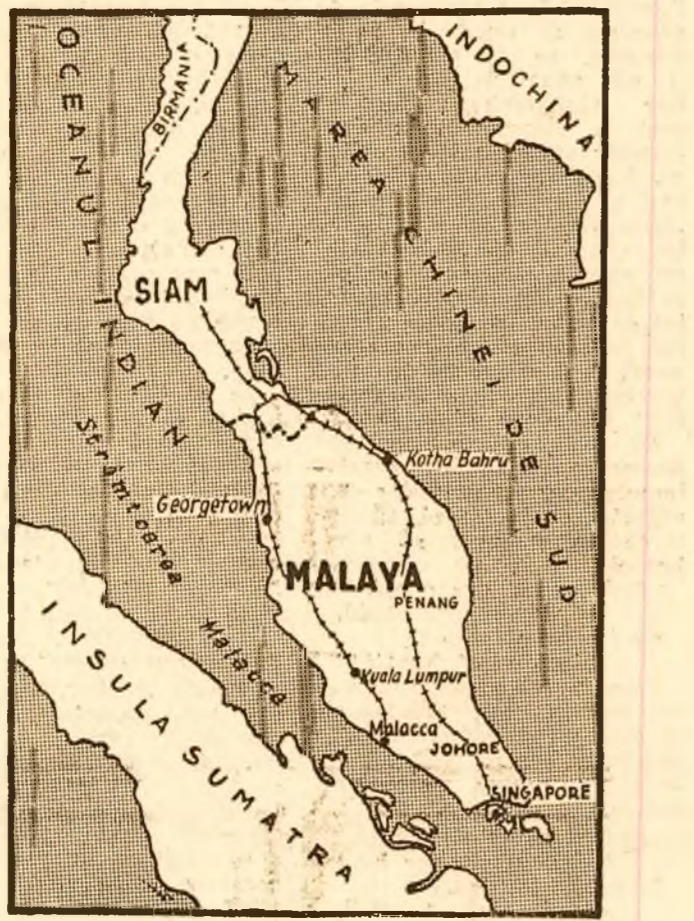 OCEANUL INDIAN
BIRMANIA
MAREA CHINEI DE SUD
INDOCHINA
SIAM
Kotha Bahru
Georgetown
Strâmtoarea Malacca
MALAYA
PENANG
INSULA SUMATRA
Kuala Lumpur
Malacca
JOHORE
SINGAPORE